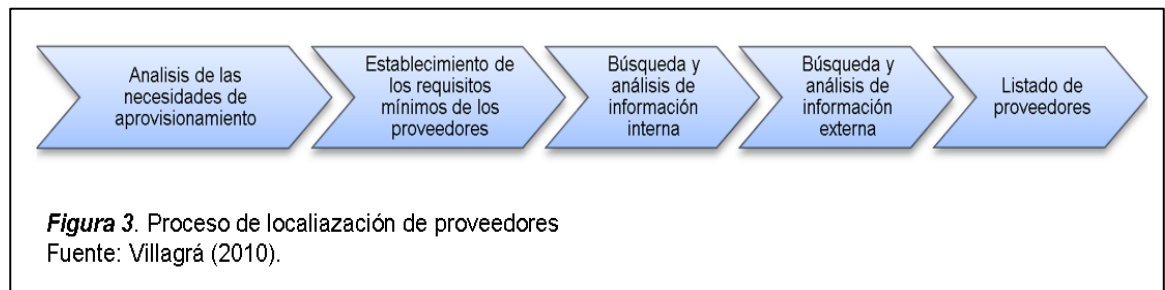 Analisis de las
necesidades de
aprovisionamiento
Establecimiento de
los requisitos
mínimos de los
proveedores
Búsqueda y
análisis de
información
interna
Búsqueda y
análisis de
información
externa
Listado de
proveedores
Figura 3. Proceso de localiazación de proveedores
Fuente: Villagrá (2010).